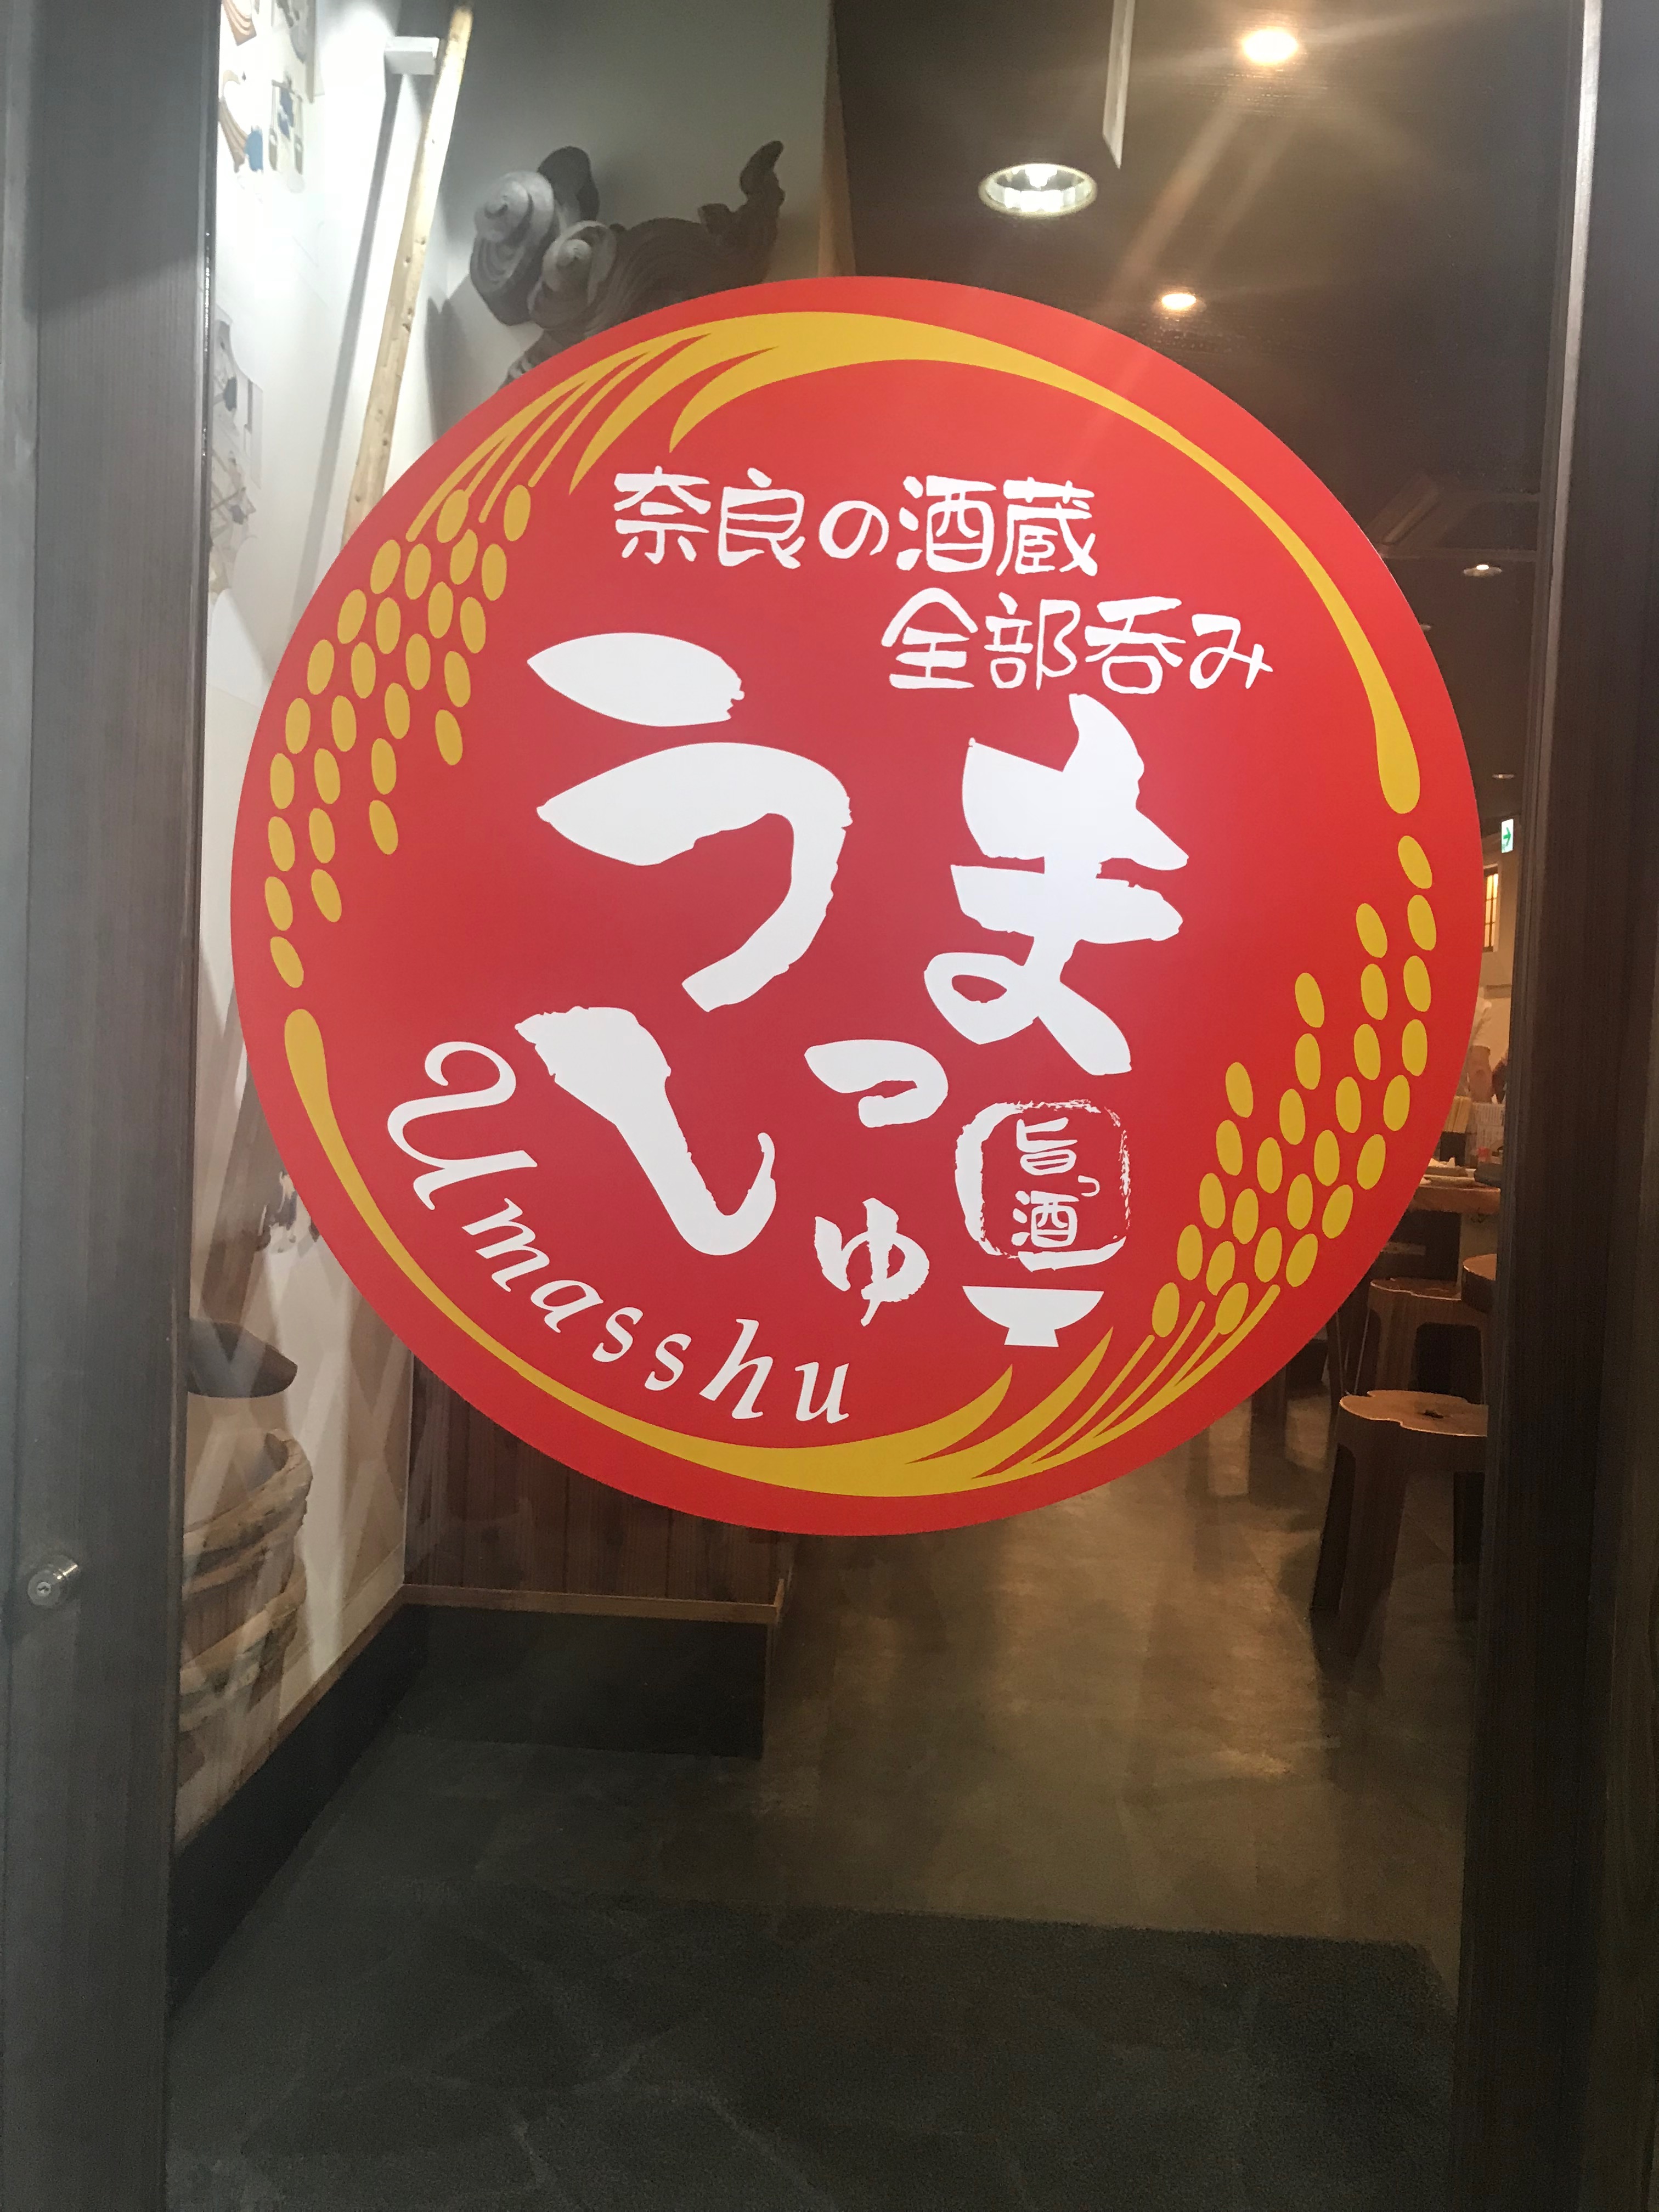 奈良の酒蔵
全部呑み
うま
しゅっ
旨っ酒
Umasshu